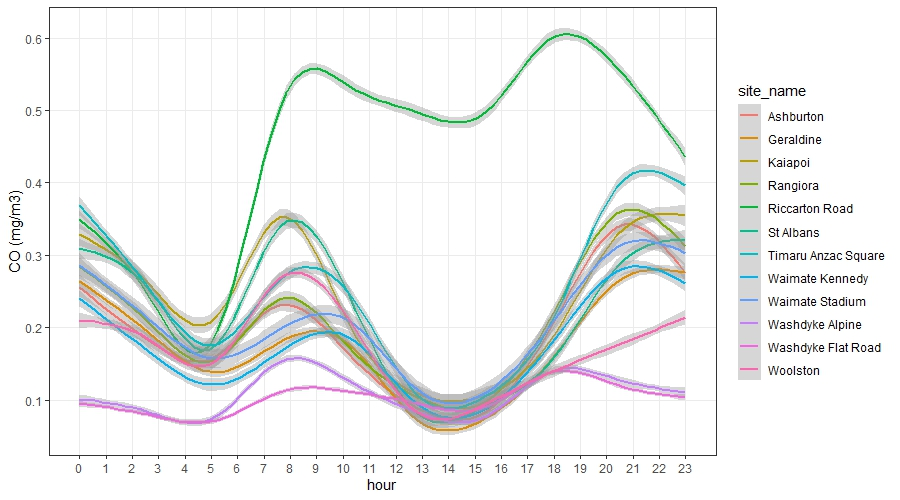 0.6
0.5
0.4
0.3
0.2
0.1
CO (mg/m3)
0 1 2 3 4 5 6 7 8 9 10 11 12 13 14 15 16 17 18 19 20 21 22 23
hour
site_name
Ashburton
Geraldine
Kaiapoi
Rangiora
Riccarton Road
St Albans
Timaru Anzac Square
Waimate Kennedy
Waimate Stadium
Washdyke Alpine
Washdyke Flat Road
Woolston